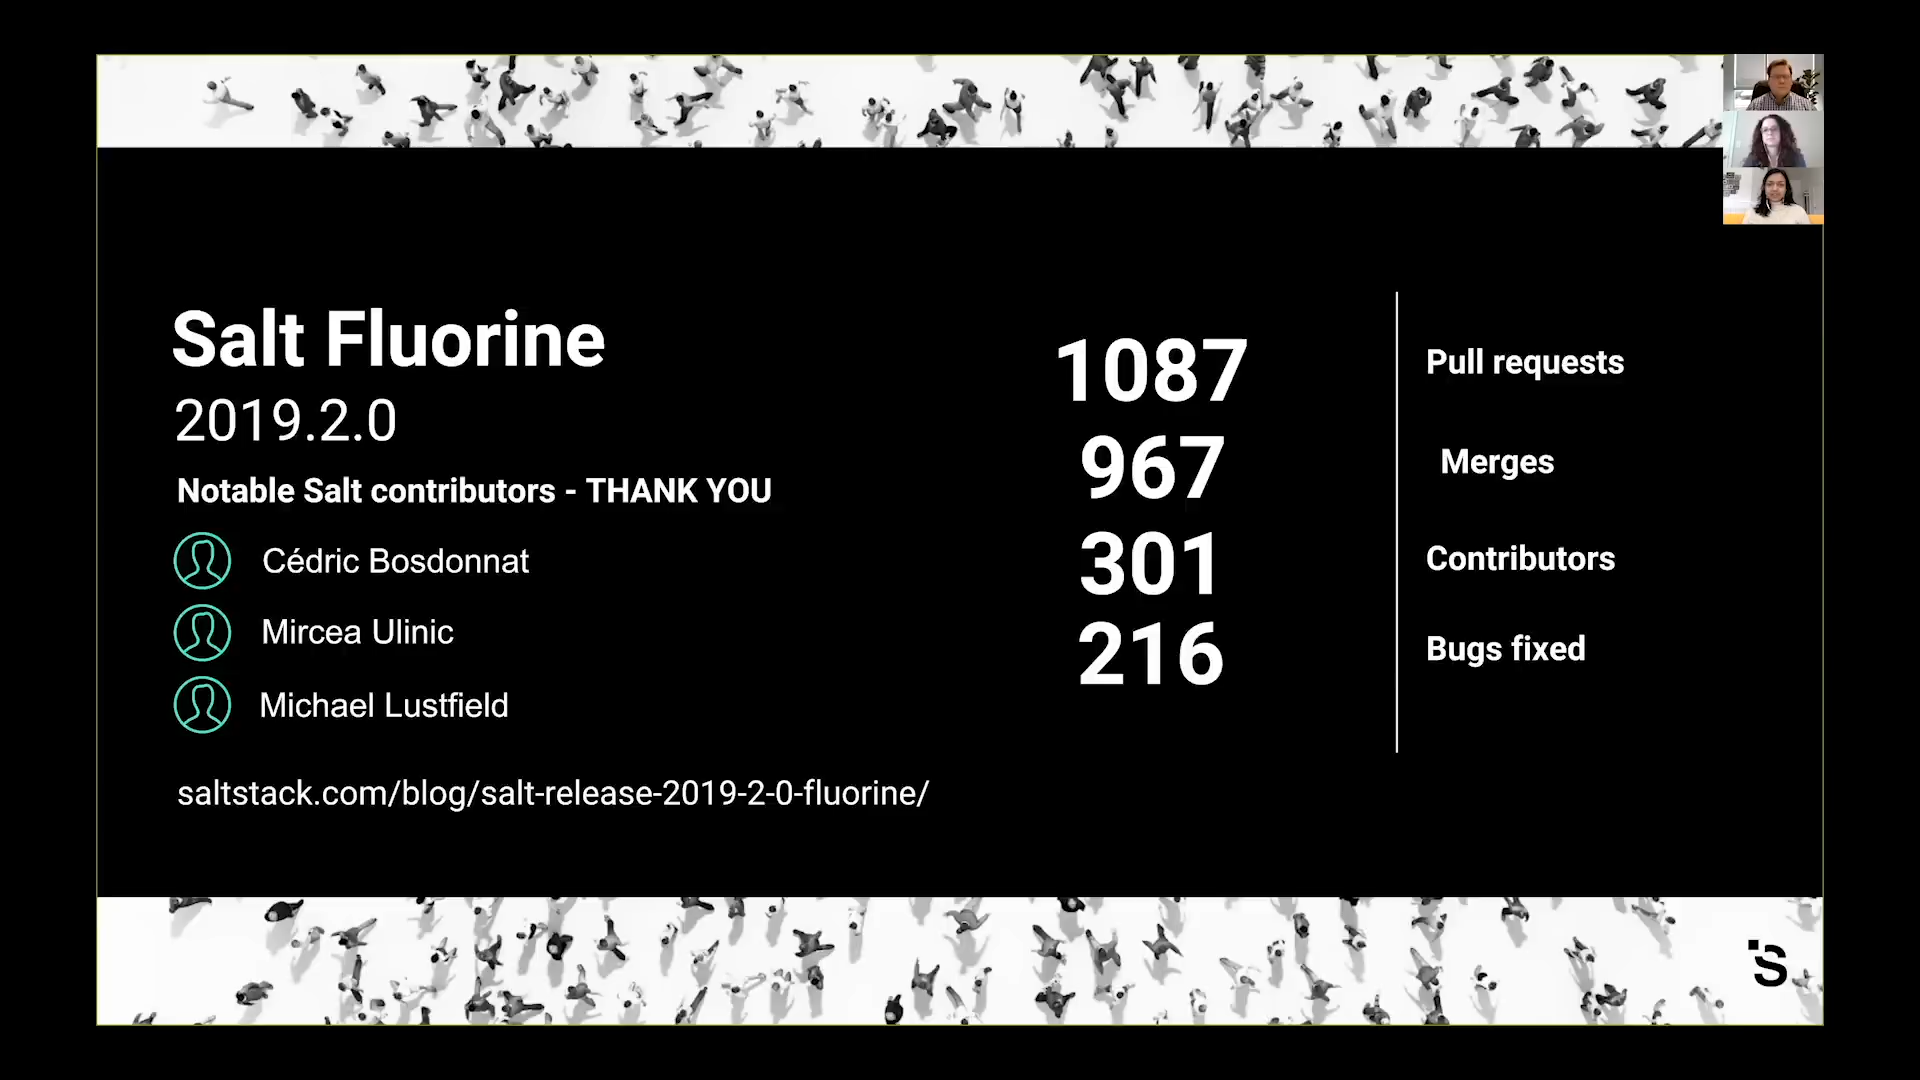 Salt Fluorine
2019.2.0
Notable Salt contributors - THANK YOU
Cédric Bosdonnat
Mircea Ulinic
Michael Lustfield
saltstack.com/blog/salt-release-2019-2-0-fluorine/
1087 Pull requests
967 Merges
301 Contributors
216 Bugs fixed
S